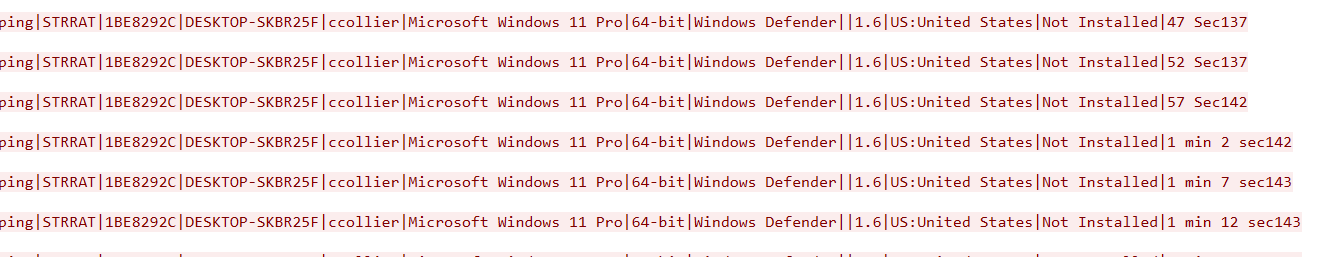 ping|STRRAT|1BE8292C|DESKTOP-SKBR25F|ccollier|Microsoft Windows 11 Pro|64-bit|Windows Defender||1.6|US:United States|Not Installed|47 Sec137
ping|STRRAT|1BE8292C|DESKTOP-SKBR25F|ccollier|Microsoft Windows 11 Pro|64-bit|Windows Defender||1.6|US:United States|Not Installed|52 Sec137
ping|STRRAT|1BE8292C|DESKTOP-SKBR25F|ccollier|Microsoft Windows 11 Pro|64-bit|Windows Defender||1.6|US:United States|Not Installed|57 Sec142
ping|STRRAT|1BE8292C|DESKTOP-SKBR25F|ccollier|Microsoft Windows 11 Pro|64-bit|Windows Defender||1.6|US:United States|Not Installed|1 min 2 sec142
ping|STRRAT|1BE8292C|DESKTOP-SKBR25F|ccollier|Microsoft Windows 11 Pro|64-bit|Windows Defender||1.6|US:United States|Not Installed|1 min 7 sec143
ping|STRRAT|1BE8292C|DESKTOP-SKBR25F|ccollier|Microsoft Windows 11 Pro|64-bit|Windows Defender||1.6|US:United States|Not Installed|1 min 12 sec143